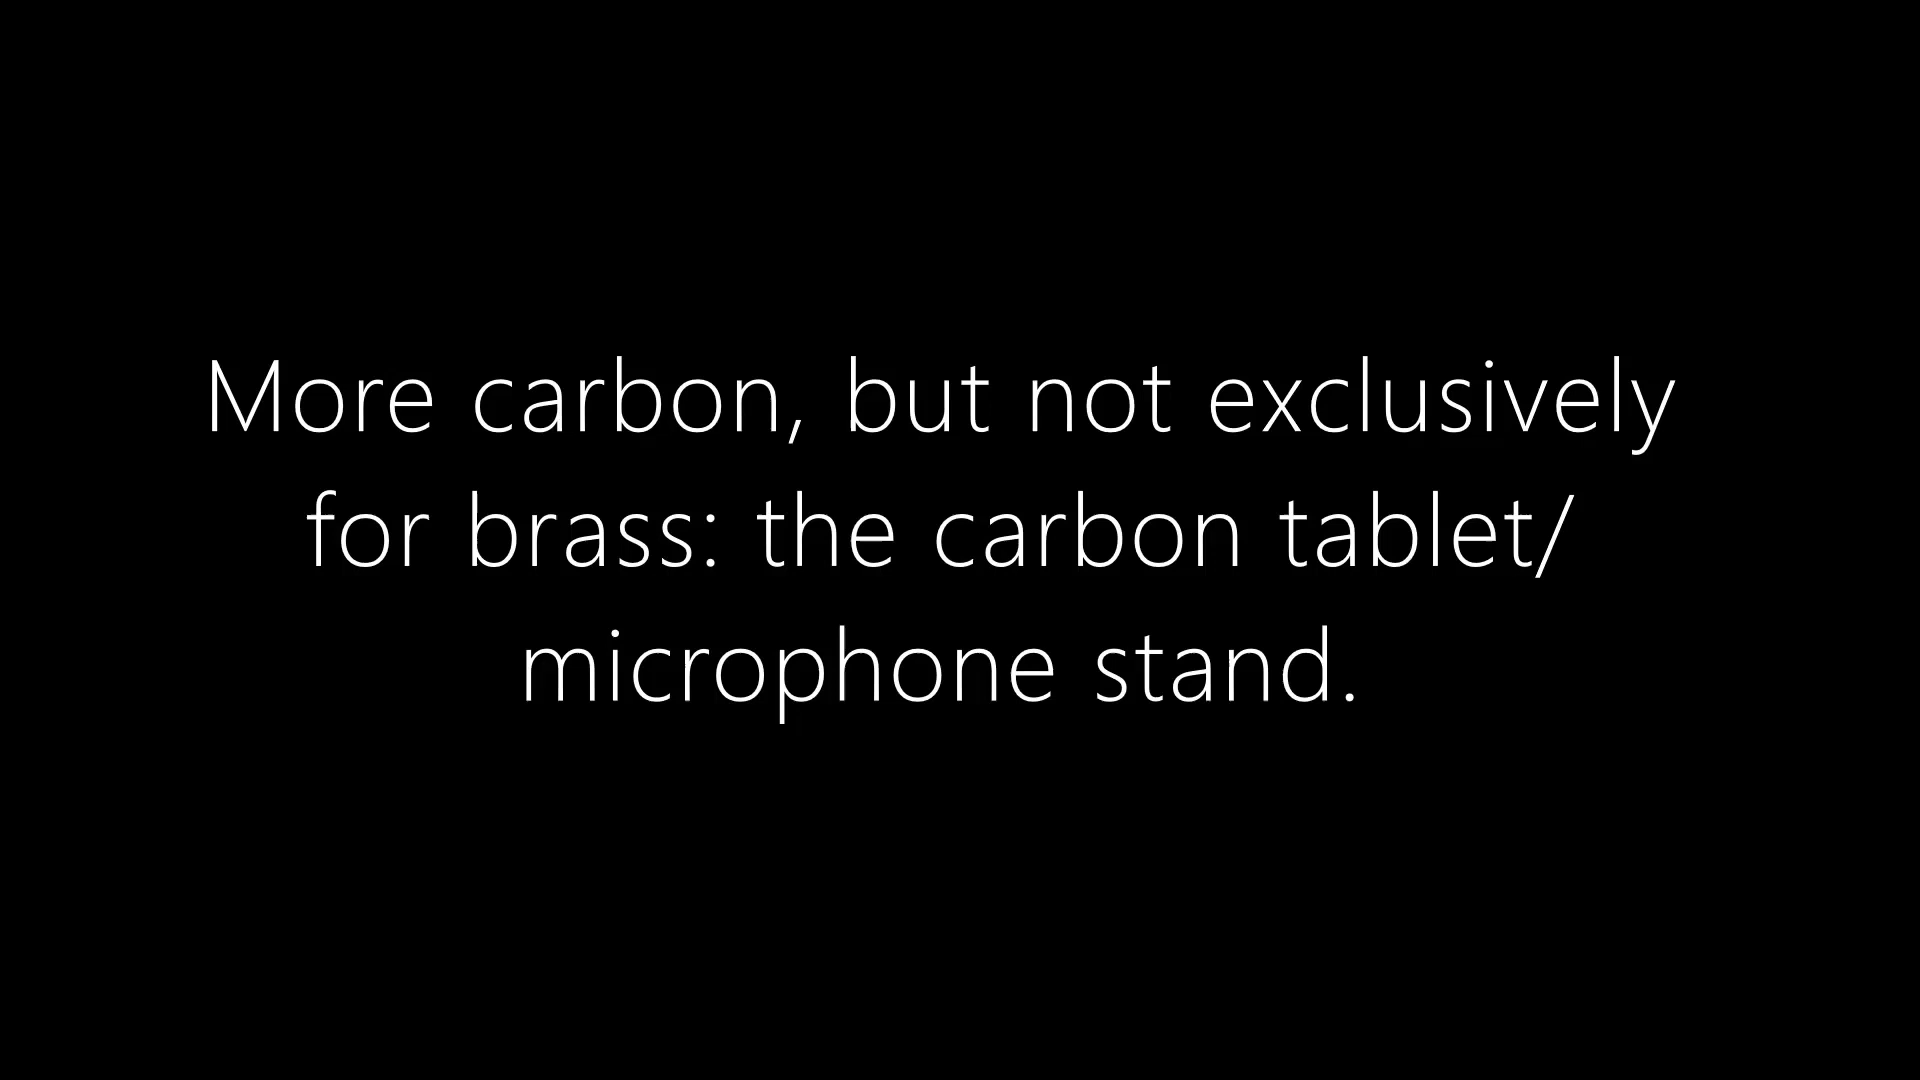 More carbon, but not exclusively
for brass: the carbon tablet/
microphone stand.